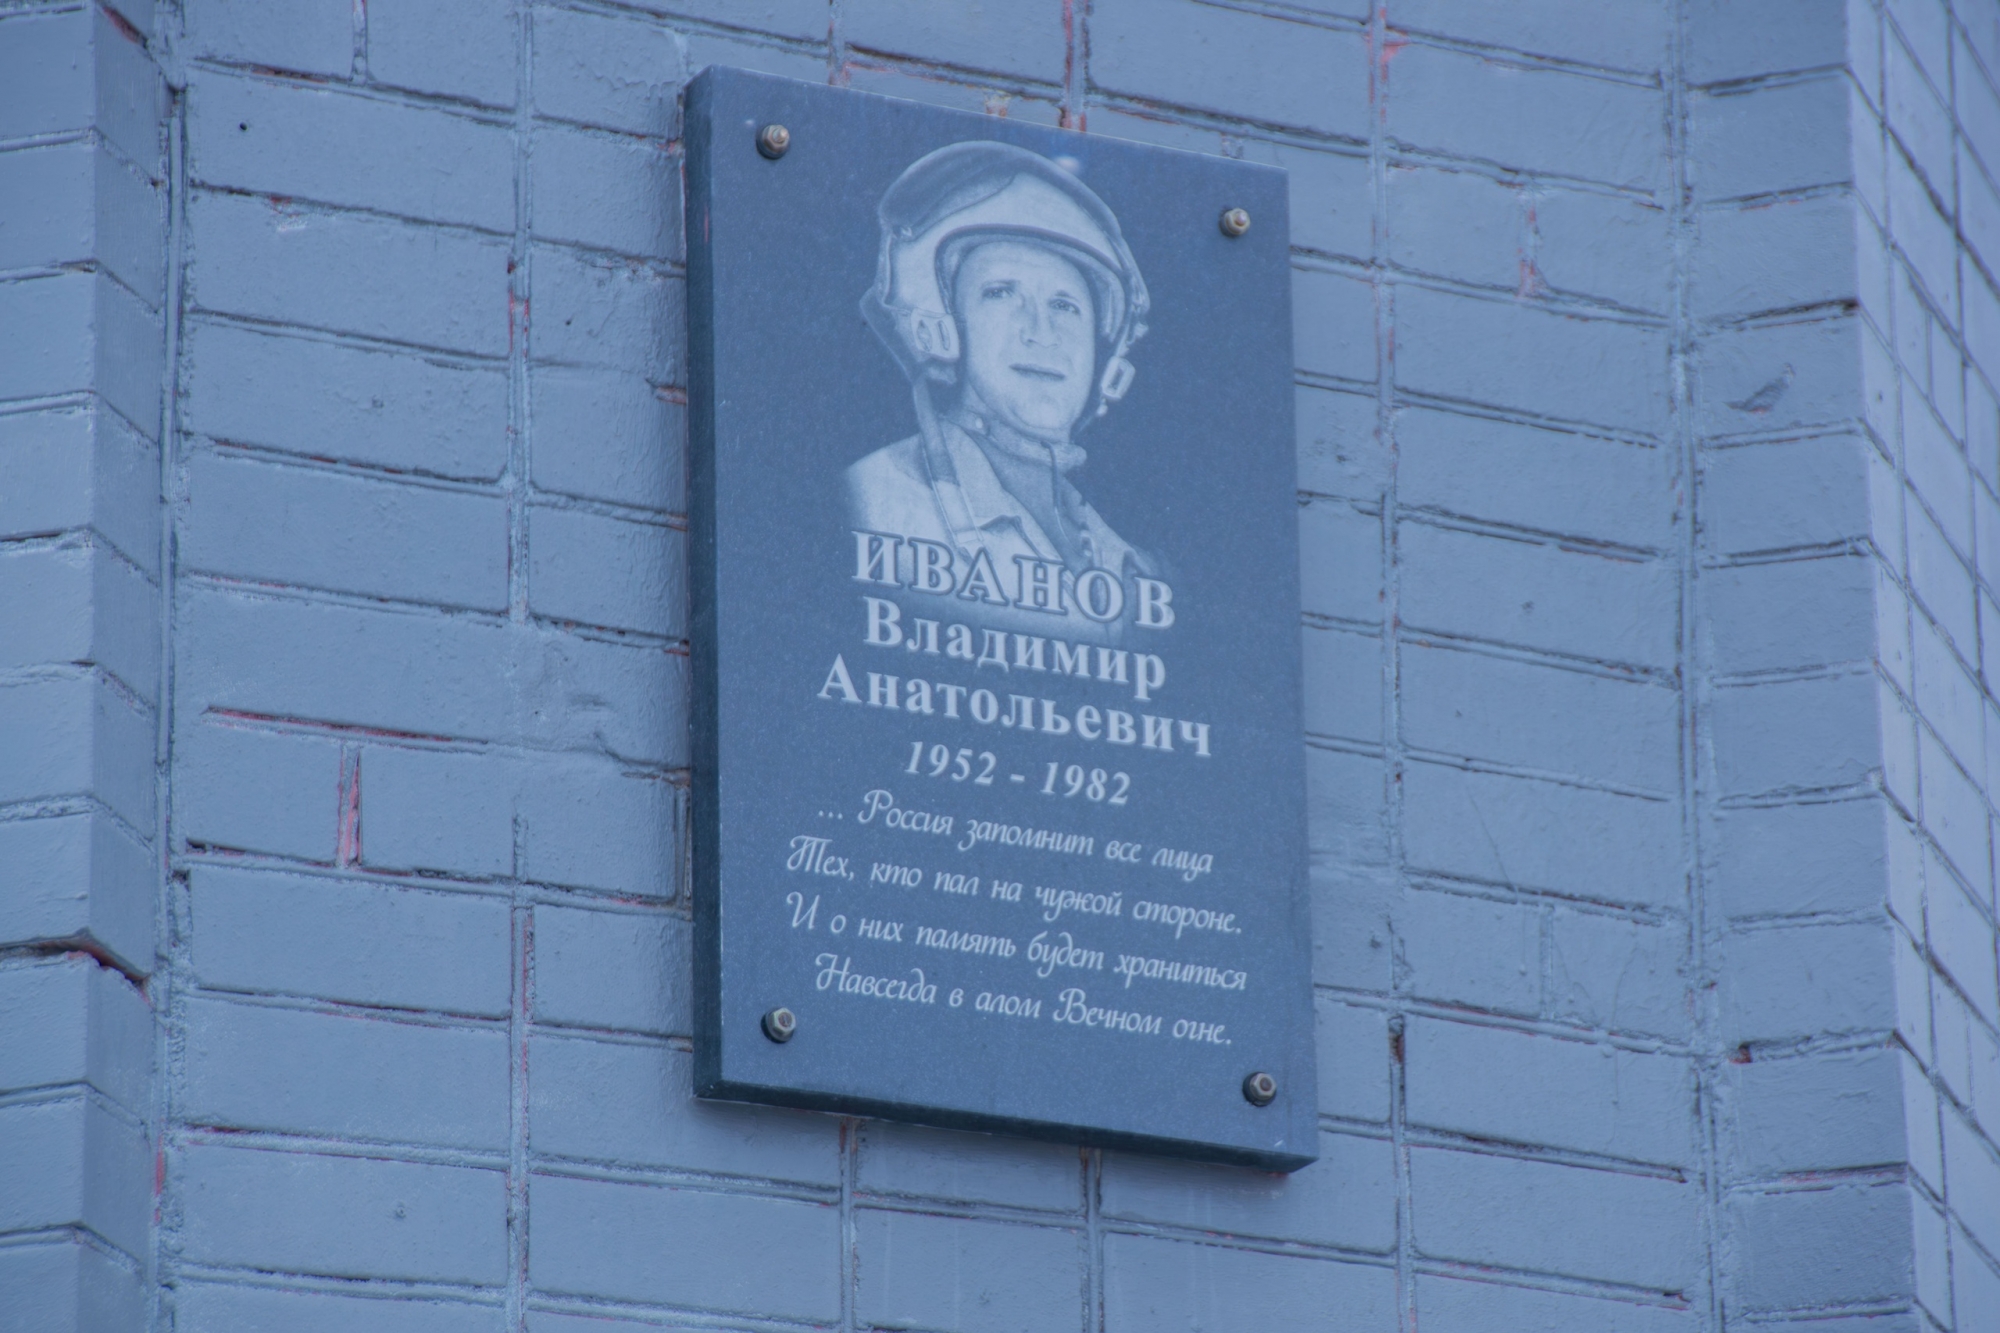 ИВАНОВ
Владимир
Анатольевич
1952 - 1982
... Россия запомнит все лица
Тех, кто пал на чужой стороне.
И о них память будет храниться
Навсегда в алом Вечном огне.